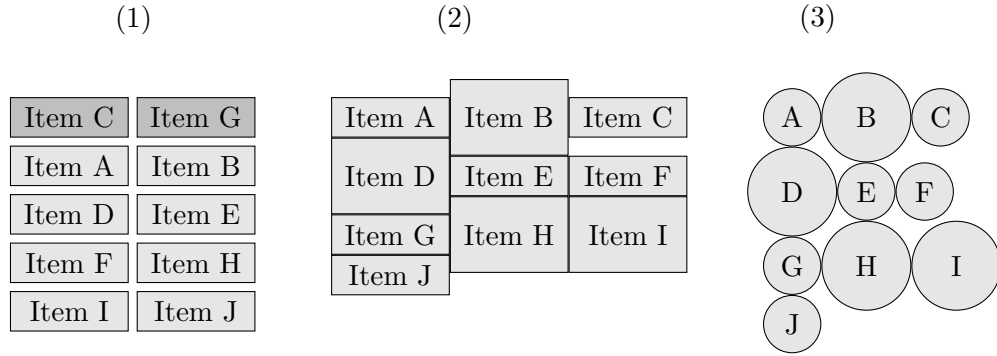 (1) (2) (3)
Item C Item G
Item A Item B
Item D Item E
Item F Item H
Item I Item J
Item A Item B Item C
Item D Item E Item F
Item G Item H Item I
Item J
A B C
D E F
G H I
J